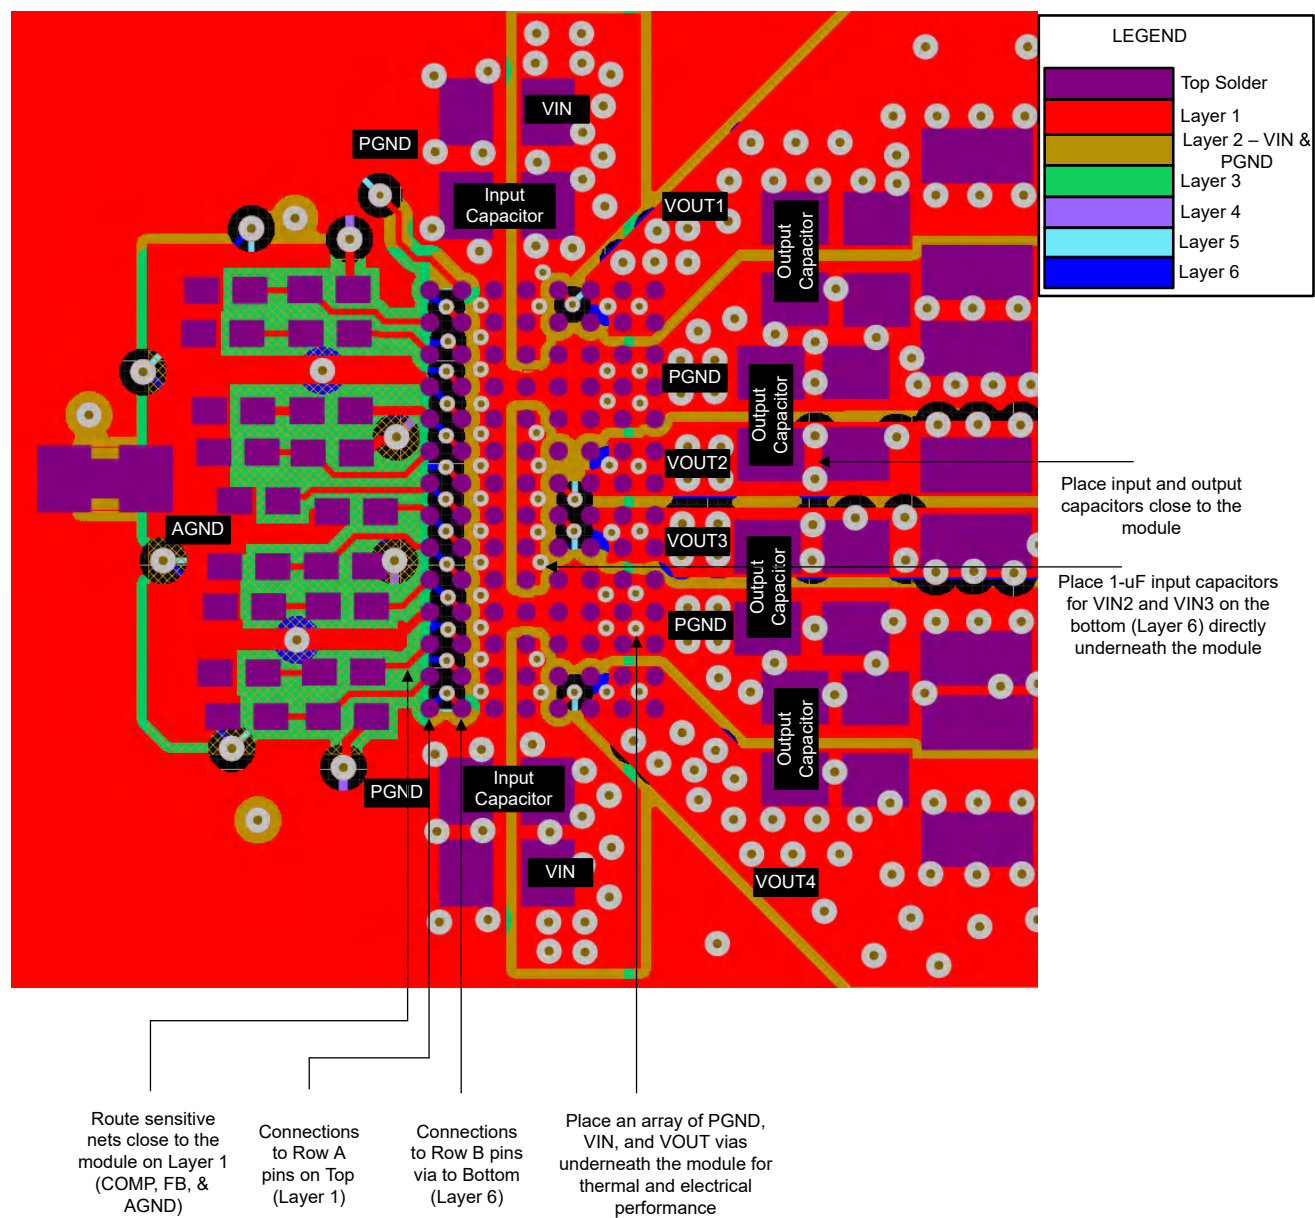 LEGEND
Top Solder
Layer 1
Layer 2 – VIN &
PGND
Layer 3
Layer 4
Layer 5
Layer 6
VIN
PGND
Input
Capacitor
VOUT1
Output
Capacitor
PGND
Output
Capacitor
VOUT2
AGND
VOUT3
Output
Capacitor
PGND
Output
Capacitor
Input
Capacitor
PGND
VIN
VOUT4
Place input and output
capacitors close to the
module
Place 1-uF input capacitors
for VIN2 and VIN3 on the
bottom (Layer 6) directly
underneath the module
Route sensitive
nets close to the
module on Layer 1
(COMP, FB, &
AGND)
Connections
to Row A
pins on Top
(Layer 1)
Connections
to Row B pins
via to Bottom
(Layer 6)
Place an array of PGND,
VIN, and VOUT vias
underneath the module for
thermal and electrical
performance